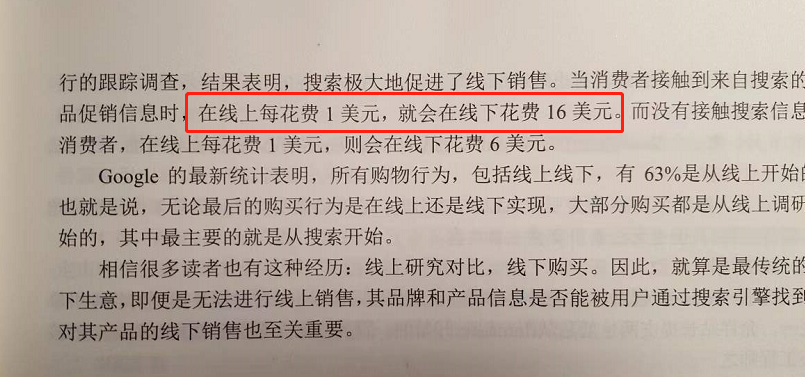 行的跟踪调查，结果表明，搜索极大地促进了线下销售。当消费者接触到来自搜索的
品促销信息时，在线上每花费 1 美元，就会在线下花费 16 美元。而没有接触搜索信息
消费者，在线上每花费 1 美元，则会在线下花费 6 美元。
Google 的最新统计表明，所有购物行为，包括线上线下，有 63%是从线上开始的
也就是说，无论最后的购买行为是在线上还是线下实现，大部分购买都是从线上调研
始的，其中最主要的就是从搜索开始。
相信很多读者也有这种经历：线上研究对比，线下购买。因此，就算是最传统的
下生意，即便是无法进行线上销售，其品牌和产品信息是否能被用户通过搜索引擎找到
对其产品的线下销售也至关重要。